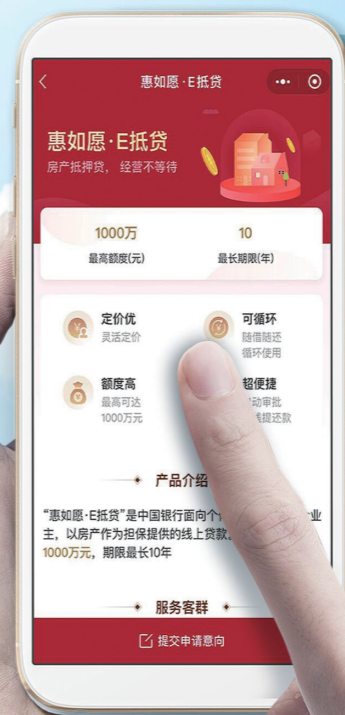 惠如愿·E抵贷
惠如愿·E抵贷
房产抵押贷， 经营不等待
1000万
10
最高额度(元)
最长期限(年)
定价优
灵活定价
可循环
随借随还
循环使用
额度高
最高可达
1000万元
超便捷
动审批
提还款
产品介绍
“惠如愿·E抵贷”是中国银行面向个 业
主，以房产作为担保提供的线上贷款
1000万元，期限最长10年
服务客群
提交申请意向